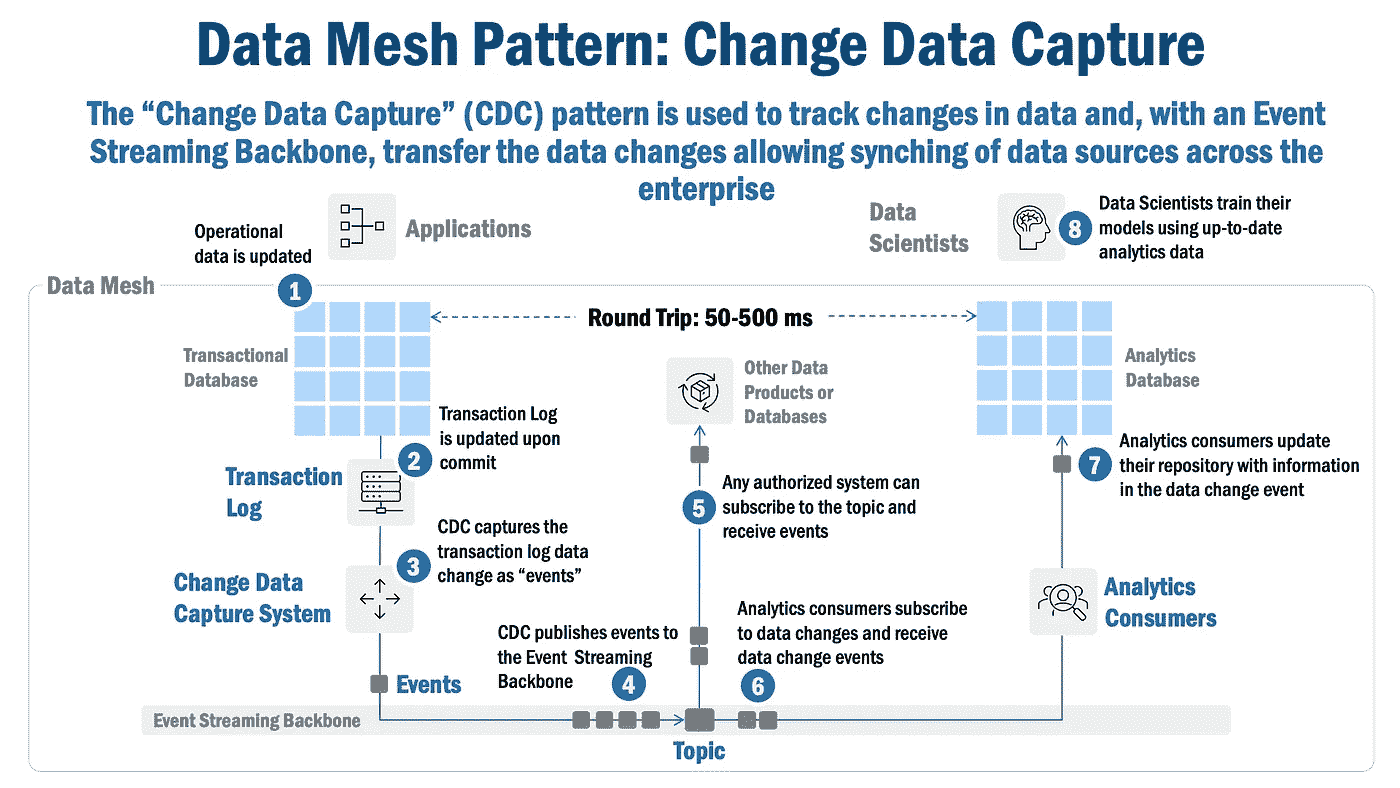 Data Mesh Pattern: Change Data Capture
The “Change Data Capture” (CDC) pattern is used to track changes in data and, with an Event
Streaming Backbone, transfer the data changes allowing synching of data sources across the
enterprise
Operational
data is updated
Applications
Data
Scientists
8
Data Scientists train their
models using up-to-date
analytics data
Data Mesh
1
Round Trip: 50-500 ms
Transactional
Database
Other Data
Products or
Databases
Analytics
Database
Transaction Log
is updated upon
commit
2
Transaction
Log
Analytics consumers update
their repository with information
in the data change event
7
5
Any authorized system can
subscribe to the topic and
receive events
CDC captures the
transaction log data
change as “events”
3
Change Data
Capture System
Analytics
Consumers
CDC publishes events to
the Event Streaming
Backbone
4
Analytics consumers subscribe
to data changes and receive
data change events
6
Events
Event Streaming Backbone
Topic